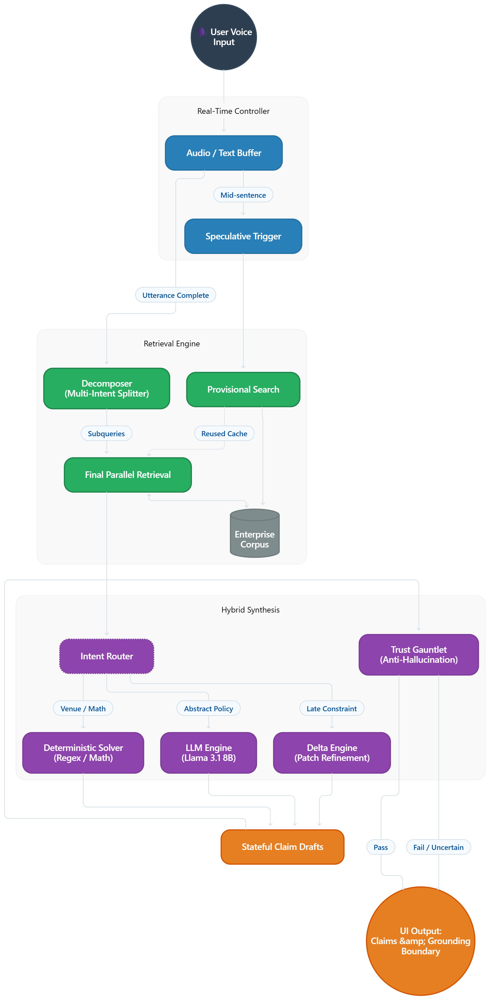 User Voice
Input
Real-Time Controller
Audio / Text Buffer
Mid-sentence
Speculative Trigger
Utterance Complete
Retrieval Engine
Decomposer
(Multi-Intent Splitter)
Provisional Search
Subqueries
Reused Cache
Final Parallel Retrieval
Enterprise
Corpus
Hybrid Synthesis
Intent Router
Trust Gauntlet
(Anti-Hallucination)
Venue / Math
Abstract Policy
Late Constraint
Deterministic Solver
(Regex / Math)
LLM Engine
(Llama 3.1 8B)
Delta Engine
(Patch Refinement)
Stateful Claim Drafts
Pass
Fail / Uncertain
UI Output:
Claims &amp; Grounding
Boundary